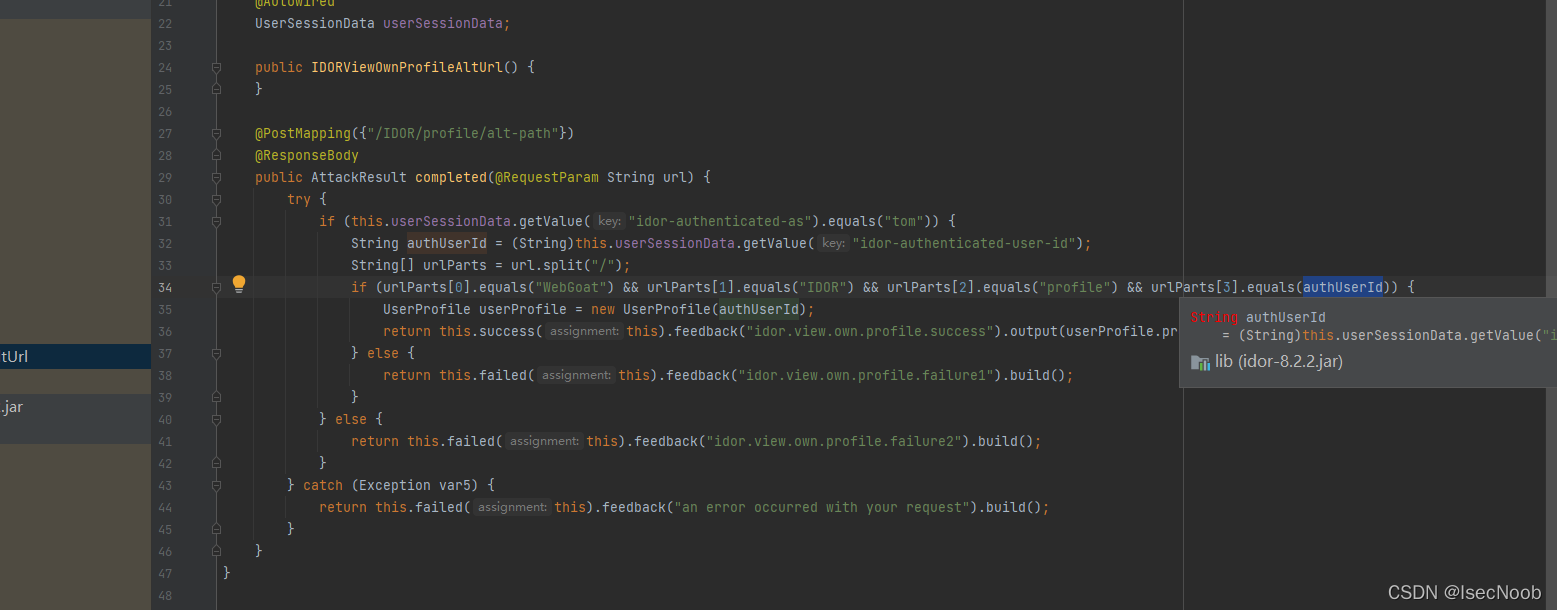 21 @Autowired
22 UserSessionData userSessionData;
23
24 public IDORViewOwnProfileAltUrl() {
25 }
26
27 @PostMapping({"/IDOR/profile/alt-path"})
28 @ResponseBody
29 public AttackResult completed(@RequestParam String url) {
30 try {
31 if (this.userSessionData.getValue( key: "idor-authenticated-as").equals("tom")) {
32 String authUserId = (String)this.userSessionData.getValue( key: "idor-authenticated-user-id");
33 String[] urlParts = url.split("/");
34 if (urlParts[0].equals("WebGoat") && urlParts[1].equals("IDOR") && urlParts[2].equals("profile") && urlParts[3].equals(authUserId)) {
35 UserProfile userProfile = new UserProfile(authUserId);
String authUserId
36 return this.success( assignment: this).feedback("idor.view.own.profile.success").output(userProfile.pr
= (String)this.userSessionData.getValue("i
tUrl
37 } else {
lib (idor-8.2.2.jar)
38 return this.failed( assignment: this).feedback("idor.view.own.profile.failure1").build();
39 }
.jar
40 } else {
41 return this.failed( assignment: this).feedback("idor.view.own.profile.failure2").build();
42 }
43 } catch (Exception var5) {
44 return this.failed( assignment: this).feedback("an error occurred with your request").build();
45 }
46 }
47 }
48
CSDN @IsecNoob